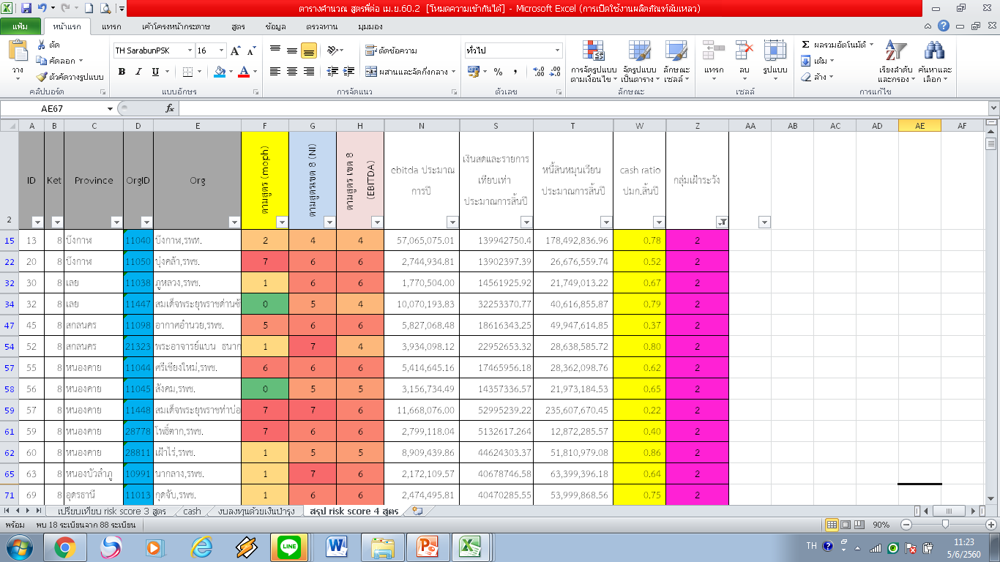 ตารางคำนวณ สูตรพี่ต่อ เม.ย.60.2 [โหมดความเข้ากันได้] - Microsoft Excel (การเปิดใช้งานผลิตภัณฑ์ล้มเหลว)
แฟ้ม หน้าแรก แทรก เค้าโครงหน้ากระดาษ สูตร ข้อมูล ตรวจทาน มุมมอง
วาง ตัด คัดลอก ตัวคัดวางรูปแบบ คลิปบอร์ด
TH SarabunPSK 16 B I U แบบอักษร
ตัดข้อความ ผสานและจัดกึ่งกลาง การจัดแนว
ทั่วไป % , ตัวเลข
การจัดรูปแบบตามเงื่อนไข จัดรูปแบบเป็นตาราง ลักษณะเซลล์ ลักษณะ
แทรก ลบ รูปแบบ เซลล์
Σ ผลรวมอัตโนมัติ เติม ล้าง เรียงลำดับและกรอง ค้นหาและเลือก การแก้ไข
AE67 fx
A B C D E F G H N S T W Z AA AB AC AD AE AF
2 ID Ket Province OrgID Org ตามสูตร (moph) ตามสูตรเขต 8 (NI) ตามสูตร เขต 8 (EBITDA) ebitda ประมาณการปี เงินสดและรายการเทียบเท่าประมาณการสิ้นปี หนี้สินหมุนเวียนประมาณการสิ้นปี cash ratio ปมก.สิ้นปี กลุ่มเฝ้าระวัง
15 13 8 บึงกาฬ 11040 บึงกาฬ,รพท. 2 4 4 57,065,075.01 139942750.4 178,492,836.96 0.78 2
22 20 8 บึงกาฬ 11050 บุ่งคล้า,รพช. 7 6 6 2,744,934.81 13902397.39 26,676,559.74 0.52 2
32 30 8 เลย 11038 ภูหลวง,รพช. 1 6 6 1,770,504.00 14561925.92 21,749,013.22 0.67 2
34 32 8 เลย 11447 สมเด็จพระยุพราชด่านซ้ 0 5 4 10,070,193.83 32253370.77 40,616,855.87 0.79 2
47 45 8 สกลนคร 11098 อากาศอำนวย,รพช. 5 6 6 5,827,068.48 18616343.25 49,947,614.85 0.37 2
54 52 8 สกลนคร 21323 พระอาจารย์แบน ธนาก 1 7 4 3,934,098.12 22952653.32 28,638,585.72 0.80 2
57 55 8 หนองคาย 11044 ศรีเชียงใหม่,รพช. 6 6 6 5,414,645.16 17465956.18 28,362,098.76 0.62 2
58 56 8 หนองคาย 11045 สังคม,รพช. 0 5 5 3,156,734.49 14357336.57 21,973,184.53 0.65 2
59 57 8 หนองคาย 11448 สมเด็จพระยุพราชท่าบ่อ 7 7 6 11,668,076.00 52995239.22 235,607,670.45 0.22 2
61 59 8 หนองคาย 28778 โพธิ์ตาก,รพช. 7 6 6 2,799,118.04 5132617.264 12,872,285.57 0.40 2
62 60 8 หนองคาย 28811 เฝ้าไร่,รพช. 1 5 5 8,909,439.86 44624303.37 51,810,979.08 0.86 2
65 63 8 หนองบัวลำภู 10991 นากลาง,รพช. 1 7 6 2,172,109.57 40678746.58 63,399,396.18 0.64 2
71 69 8 อุดรธานี 11013 กุดจับ,รพช. 1 6 6 2,474,495.81 40470285.55 53,999,868.56 0.75 2
เปรียบเทียบ risk score 3 สูตร cash งบลงทุนด้วยเงินบำรุง สรุป risk score 4 สูตร
พร้อม พบ 18 ระเบียนจาก 88 ระเบียน 90%
LINE TH 11:23
5/6/2560